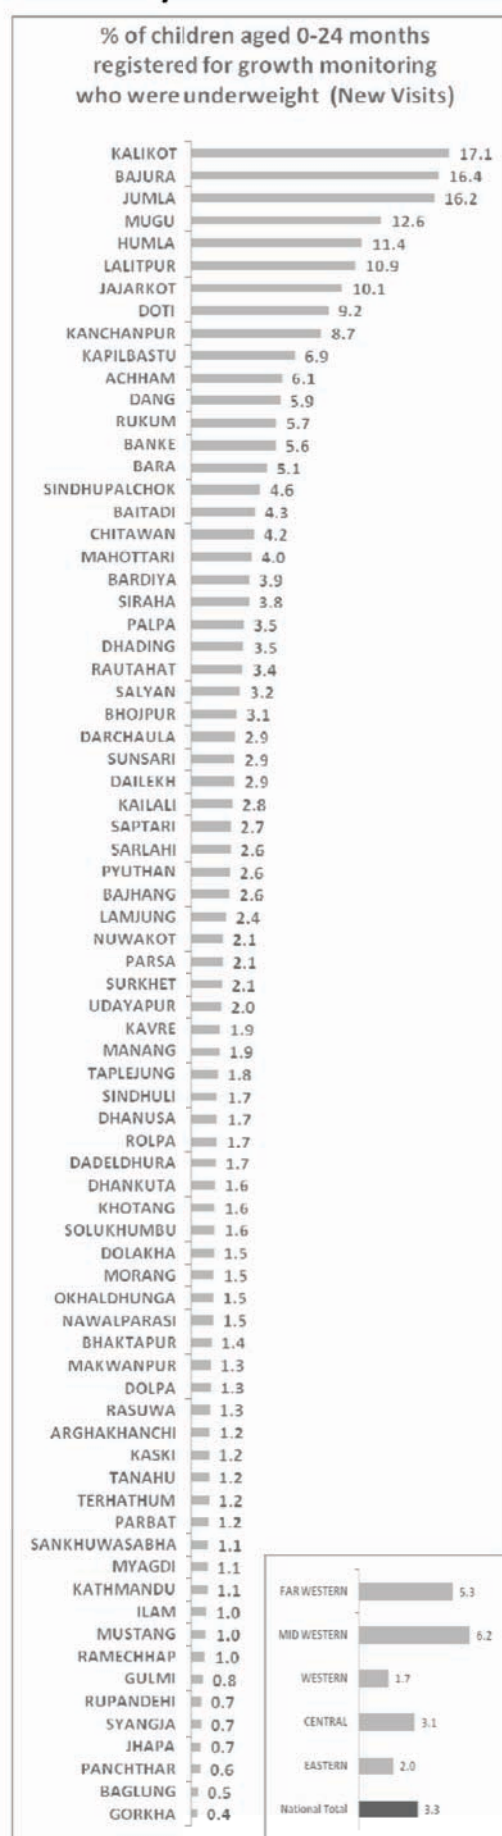 % of children aged 0-24 months
registered for growth monitoring
who were underweight (New Visits)
KALIKOT 17.1
BAJURA 16.4
JUMLA 16.2
MUGU 12.6
HUMLA 11.4
LALITPUR 10.9
JAJARKOT 10.1
DOTI 9.2
KANCHANPUR 8.7
KAPILBASTU 6.9
ACHHAM 6.1
DANG 5.9
RUKUM 5.7
BANKE 5.6
BARA 5.1
SINDHUPALCHOK 4.6
BAITADI 4.3
CHITAWAN 4.2
MAHOTTARI 4.0
BARDIYA 3.9
SIRAHA 3.8
PALPA 3.5
DHADING 3.5
RAUTAHAT 3.4
SALYAN 3.2
BHOJPUR 3.1
DARCHAULA 2.9
SUNSARI 2.9
DAILEKH 2.9
KAILALI 2.8
SAPTARI 2.7
SARLAHI 2.6
PYUTHAN 2.6
BAJHANG 2.6
LAMJUNG 2.4
NUWAKOT 2.1
PARSA 2.1
SURKHET 2.1
UDAYAPUR 2.0
KAVRE 1.9
MANANG 1.9
TAPLEJUNG 1.8
SINDHULI 1.7
DHANUSA 1.7
ROLPA 1.7
DADELDHURA 1.7
DHANKUTA 1.6
KHOTANG 1.6
SOLUKHUMBU 1.6
DOLAKHA 1.5
MORANG 1.5
OKHALDHUNGA 1.5
NAWALPARASI 1.5
BHAKTAPUR 1.4
MAKWANPUR 1.3
DOLPA 1.3
RASUWA 1.3
ARGHAKHANCHI 1.2
KASKI 1.2
TANAHU 1.2
TERHATHUM 1.2
PARBAT 1.2
SANKHUWASABHA 1.1
MYAGDI 1.1
KATHMANDU 1.1
ILAM 1.0
MUSTANG 1.0
RAMECHHAP 1.0
GULMI 0.8
RUPANDEHI 0.7
SYANGJA 0.7
JHAPA 0.7
PANCHTHAR 0.6
BAGLUNG 0.5
GORKHA 0.4
FAR WESTERN 5.3
MID WESTERN 6.2
WESTERN 1.7
CENTRAL 3.1
EASTERN 2.0
National Total 3.3